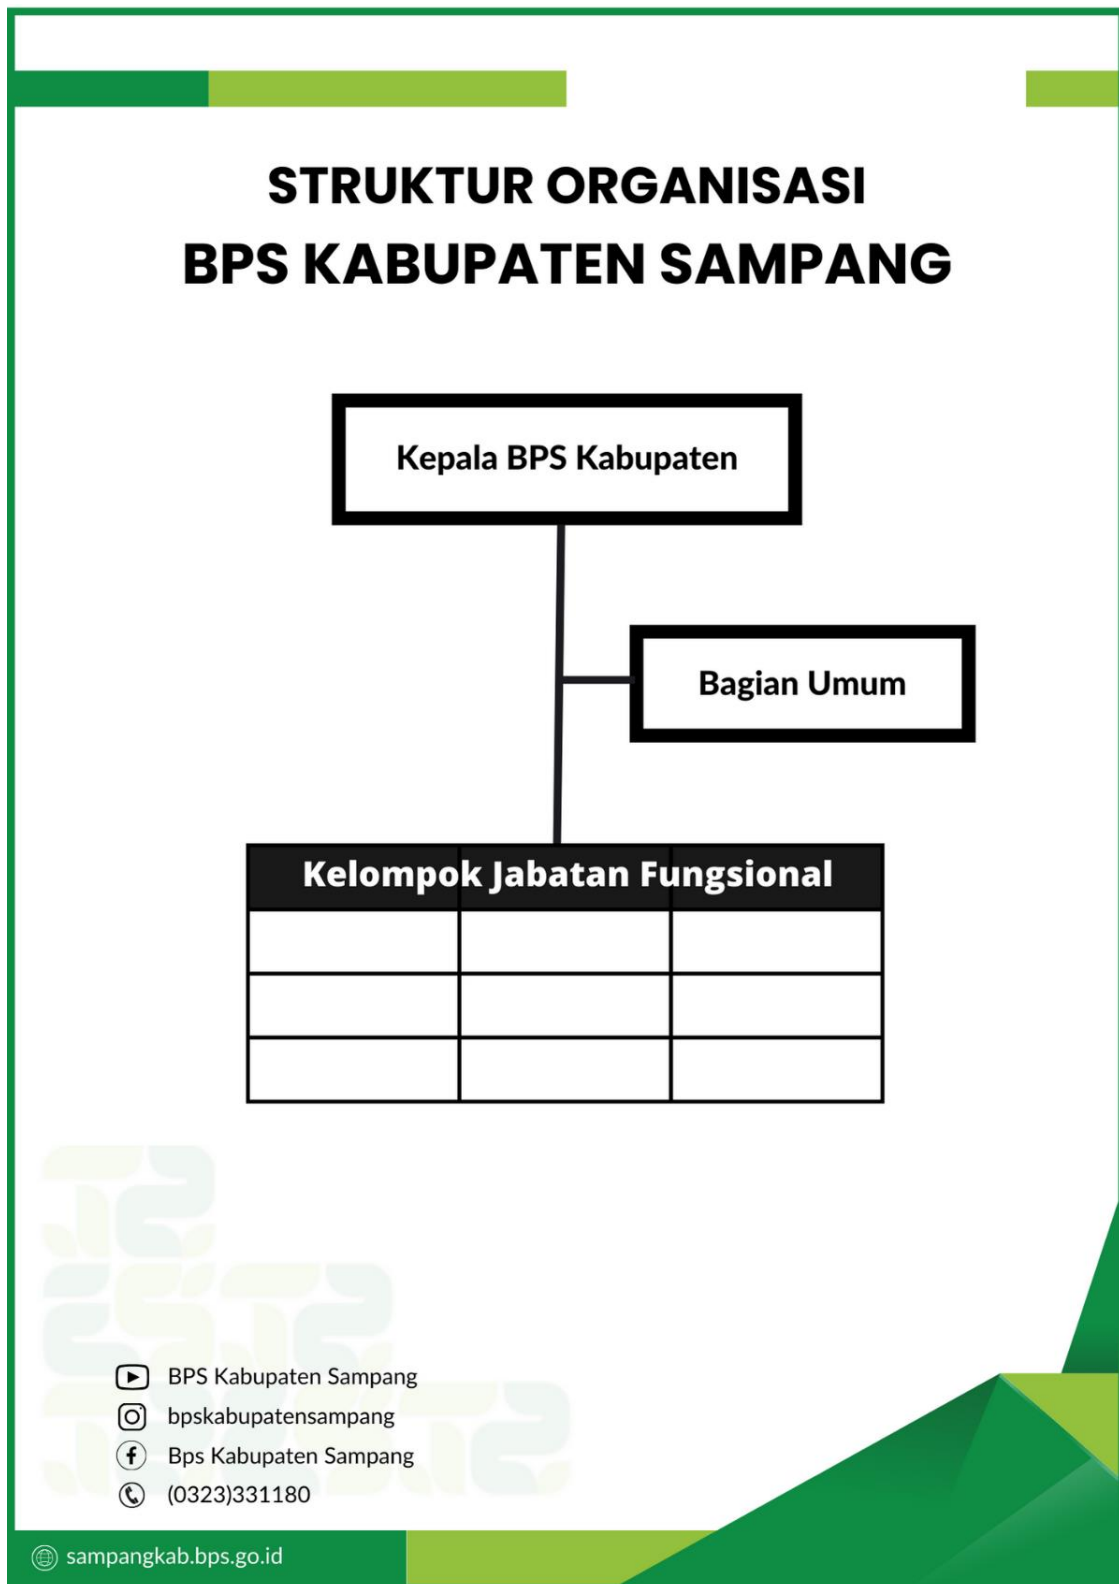 STRUKTUR ORGANISASI
BPS KABUPATEN SAMPANG
Kepala BPS Kabupaten
Bagian Umum
Kelompok Jabatan Fungsional
BPS Kabupaten Sampang
bpskabupatensampang
Bps Kabupaten Sampang
(0323)331180
sampangkab.bps.go.id